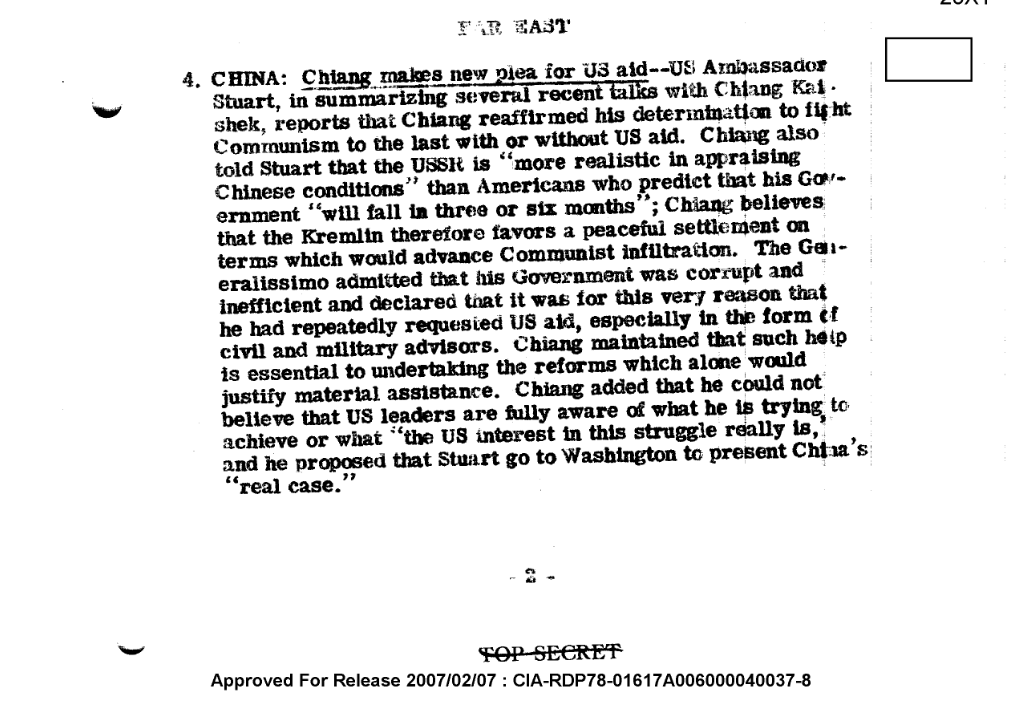 FAR EAST
4. CHINA: Chiang makes new plea for US aid--US Ambassador
Stuart, in summarizing several recent talks with Chiang Kai-
shek, reports that Chiang reaffirmed his determination to fight
Communism to the last with or without US aid. Chiang also
told Stuart that the USSR is “more realistic in appraising
Chinese conditions” than Americans who predict that his Gov-
ernment “will fall in three or six months”; Chiang believes
that the Kremlin therefore favors a peaceful settlement on
terms which would advance Communist infiltration. The Gen-
eralissimo admitted that his Government was corrupt and
inefficient and declared that it was for this very reason that
he had repeatedly requested US aid, especially in the form of
civil and military advisors. Chiang maintained that such help
is essential to undertaking the reforms which alone would
justify material assistance. Chiang added that he could not
believe that US leaders are fully aware of what he is trying to
achieve or what “the US interest in this struggle really is,”
and he proposed that Stuart go to Washington to present China's
“real case.”
- 2 -
TOP SECRET
Approved For Release 2007/02/07 : CIA-RDP78-01617A006000040037-8